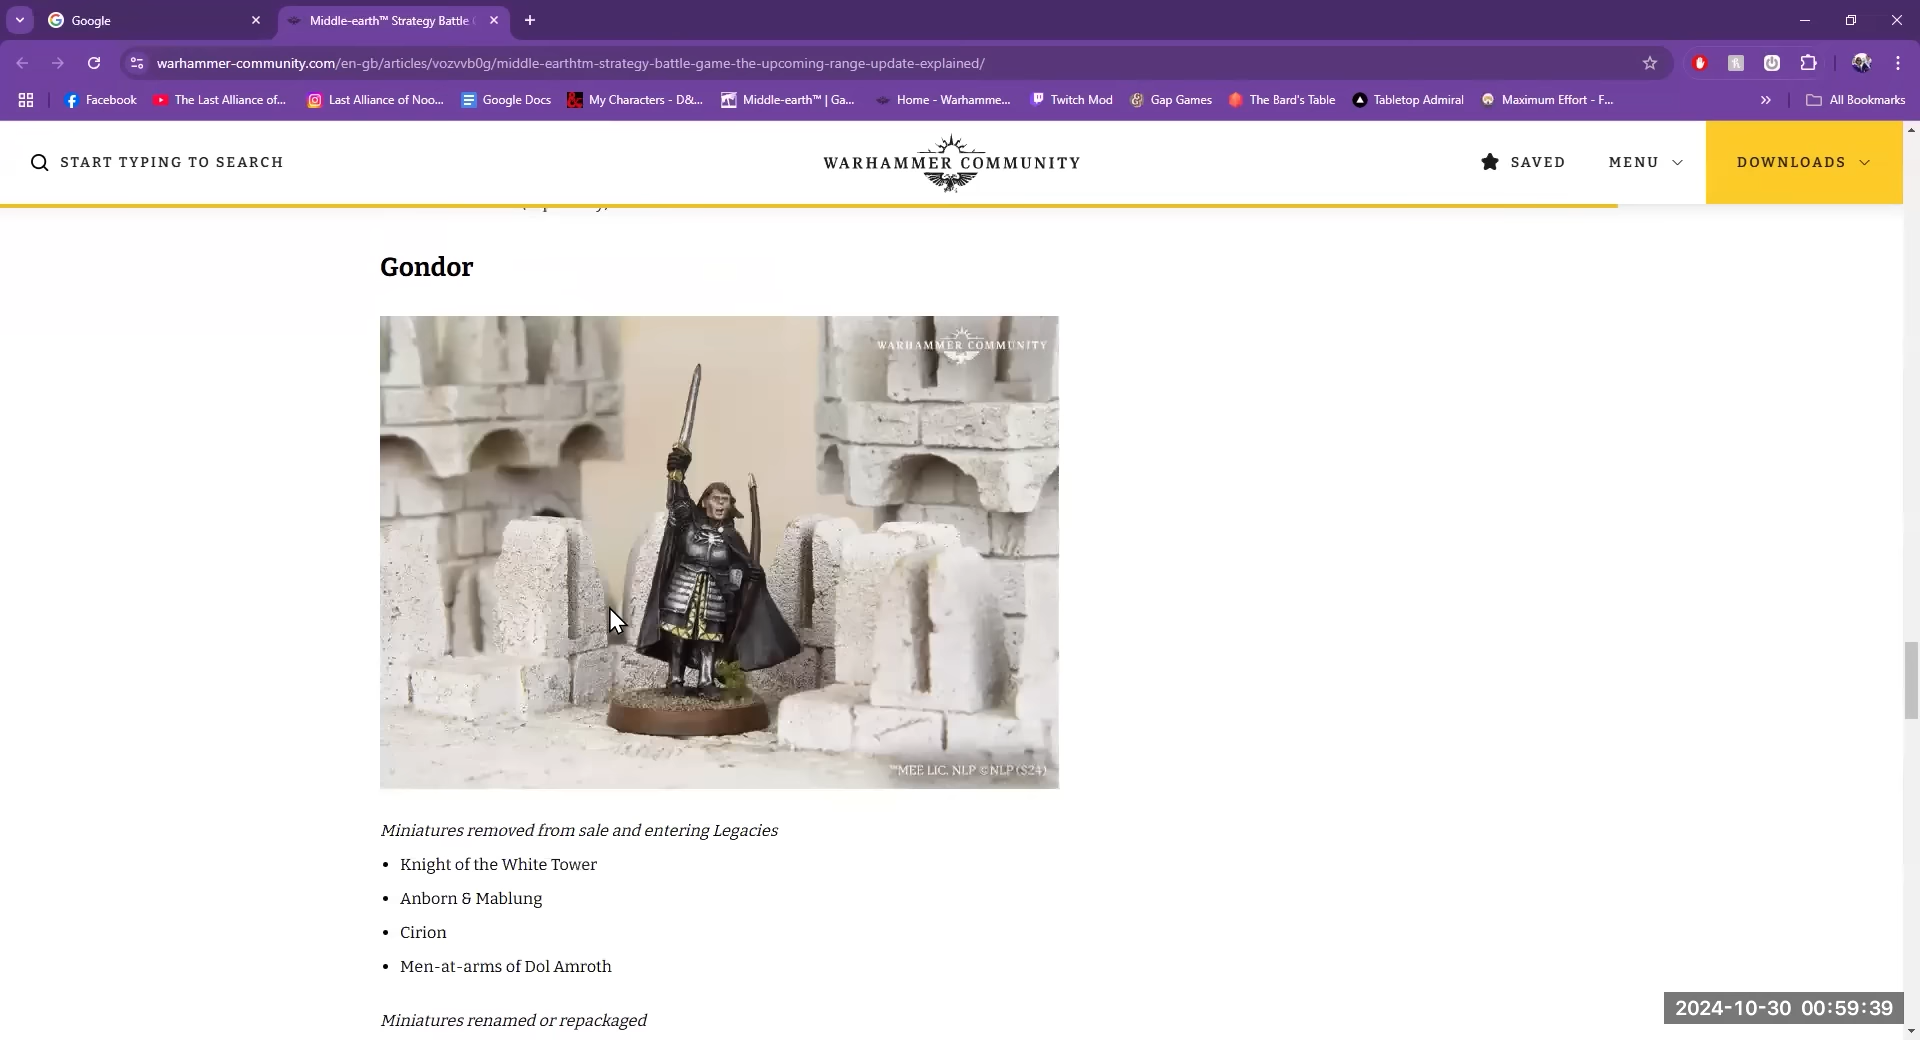 Google
Middle-earth™ Strategy Battle
warhammer-community.com/en-gb/articles/vozvvb0g/middle-earthtm-strategy-battle-game-the-upcoming-range-update-explained/
Facebook
The Last Alliance of...
Last Alliance of Noo...
Google Docs
My Characters - D&...
Middle-earth™ | Ga...
Home - Warhamme...
Twitch Mod
Gap Games
The Bard's Table
Tabletop Admiral
Maximum Effort - F...
All Bookmarks
START TYPING TO SEARCH
WARHAMMER COMMUNITY
SAVED
MENU
DOWNLOADS
Gondor
WARHAMMER COMMUNITY
™MEE LIC. NLP ©NLP (S24)
Miniatures removed from sale and entering Legacies
• Knight of the White Tower
• Anborn & Mablung
• Cirion
• Men-at-arms of Dol Amroth
Miniatures renamed or repackaged
2024-10-30 00:59:39